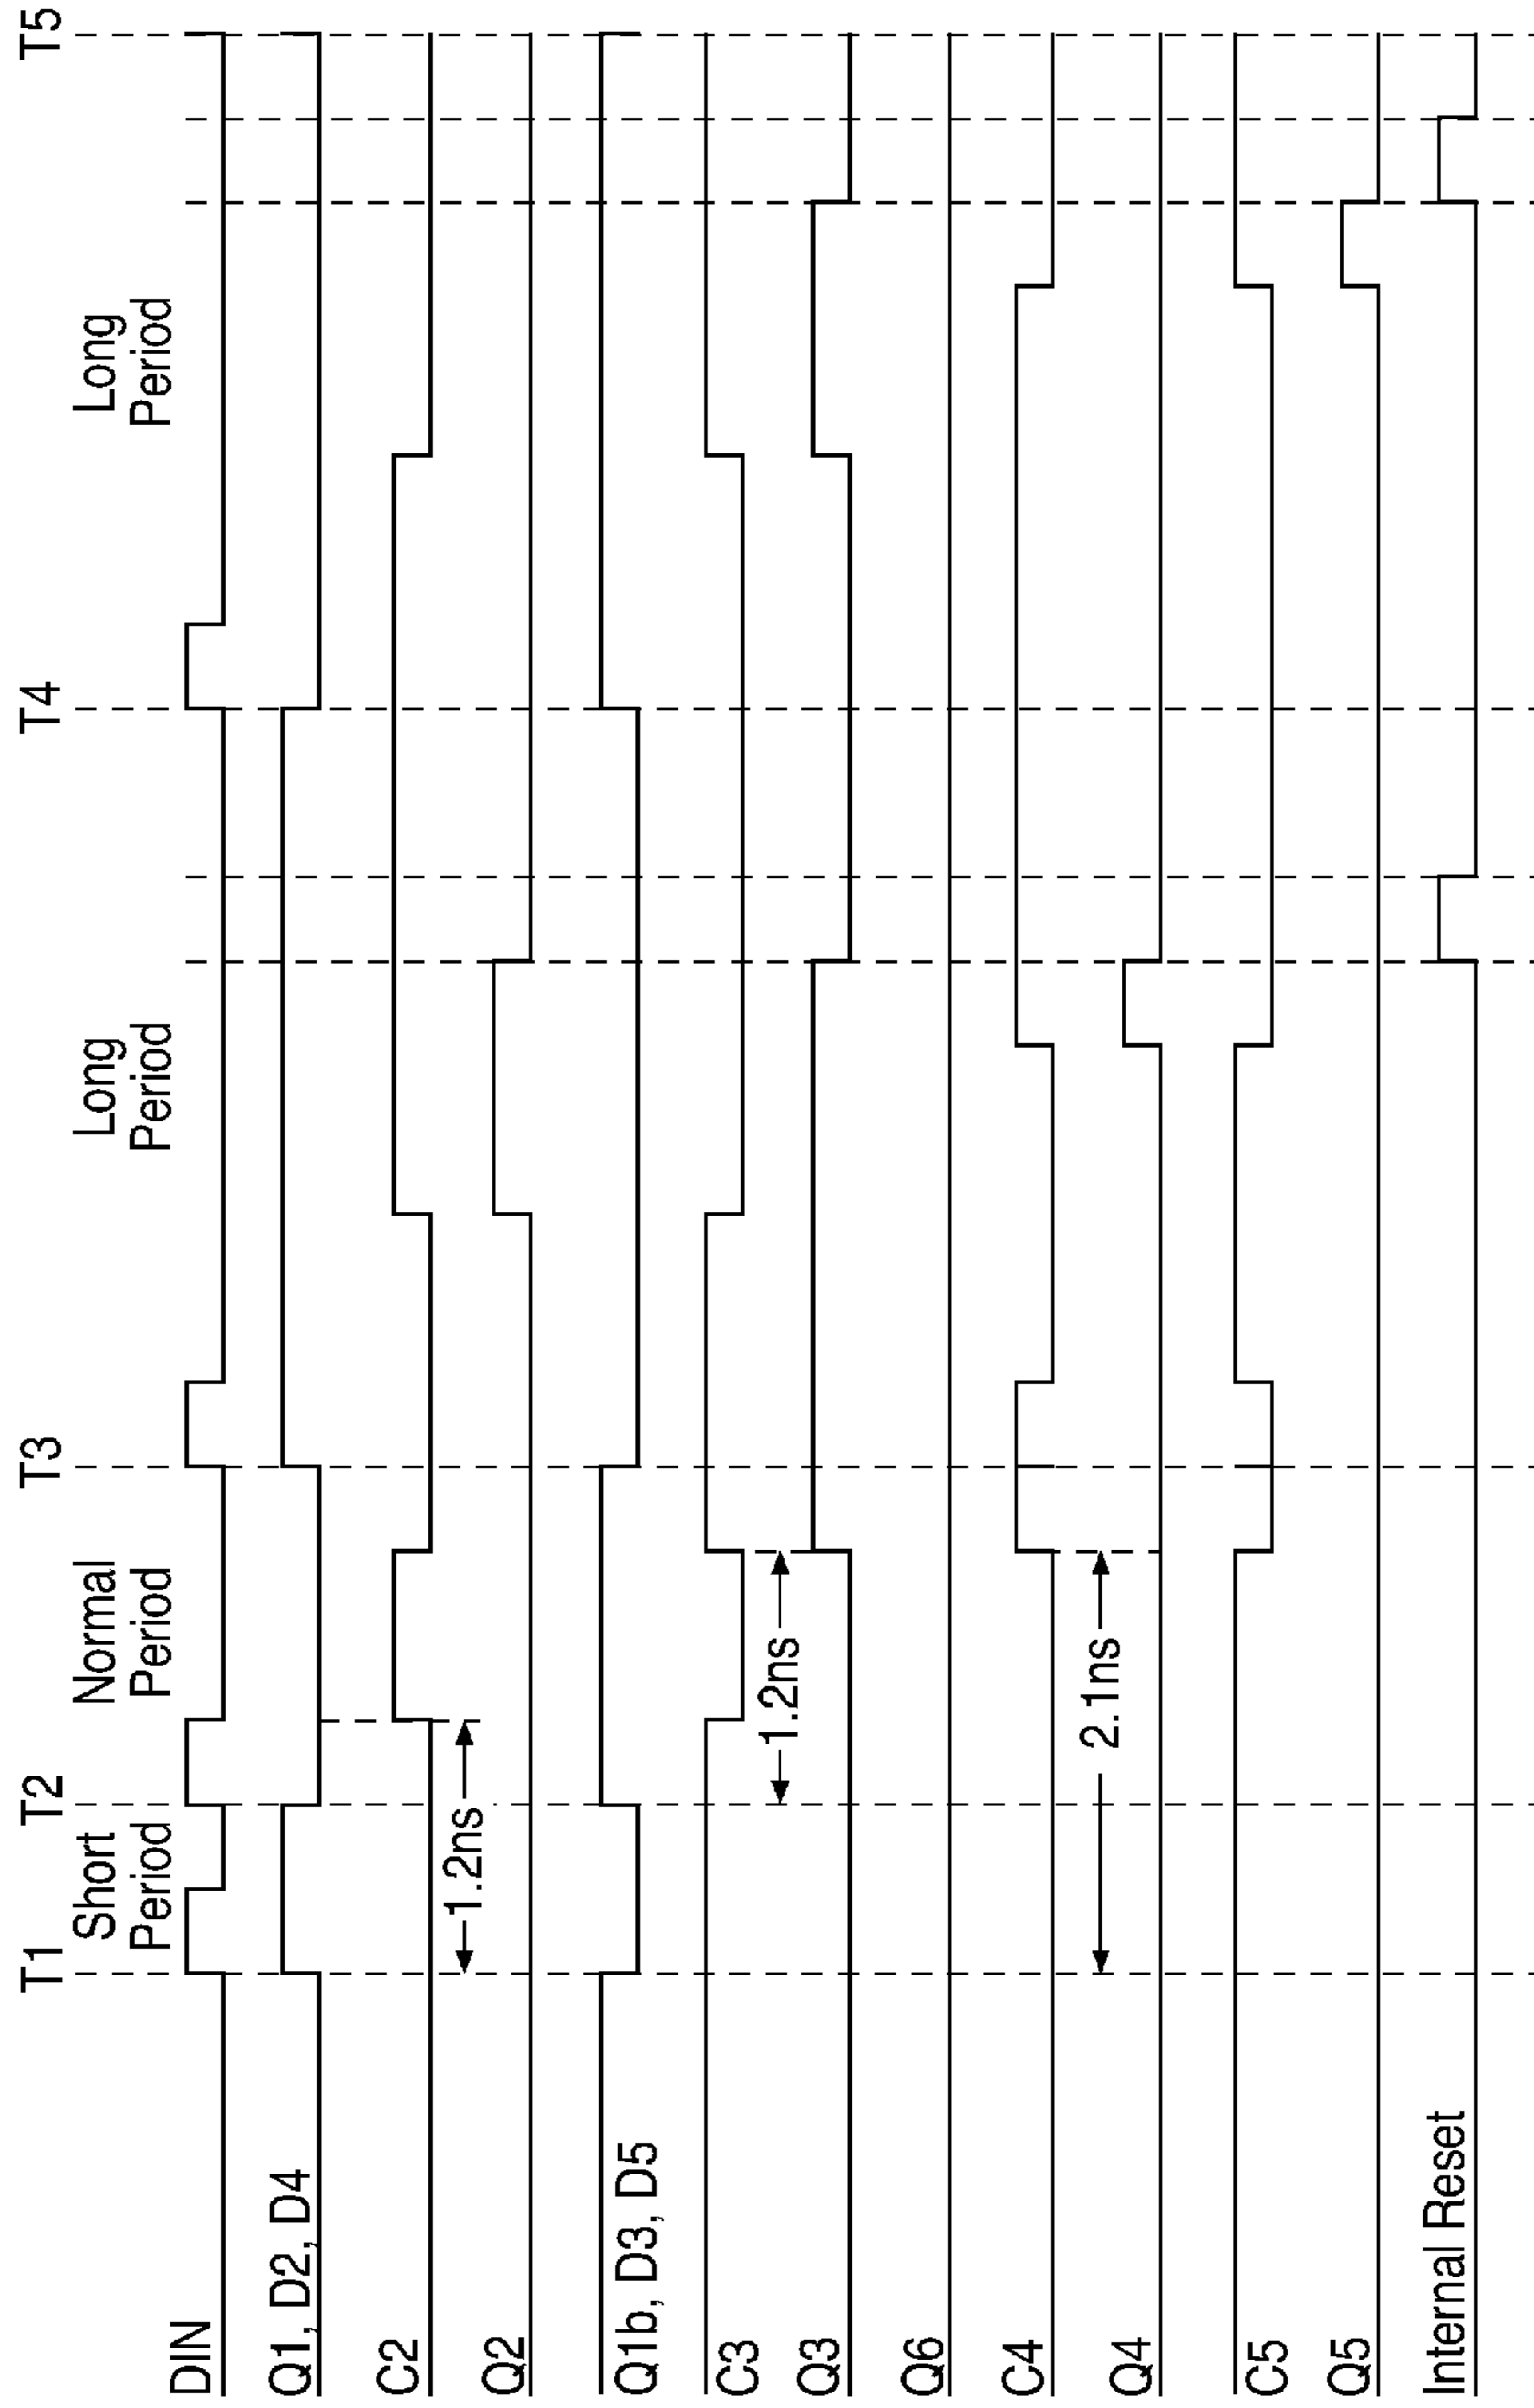 T1
T2
T3
T4
T5
Short
Period
Normal
Period
Long
Period
Long
Period
DIN
Q1, D2, D4
C2
1.2ns
Q2
Q1b, D3, D5
C3
1.2ns
Q3
Q6
C4
2.1ns
Q4
C5
Q5
Internal Reset